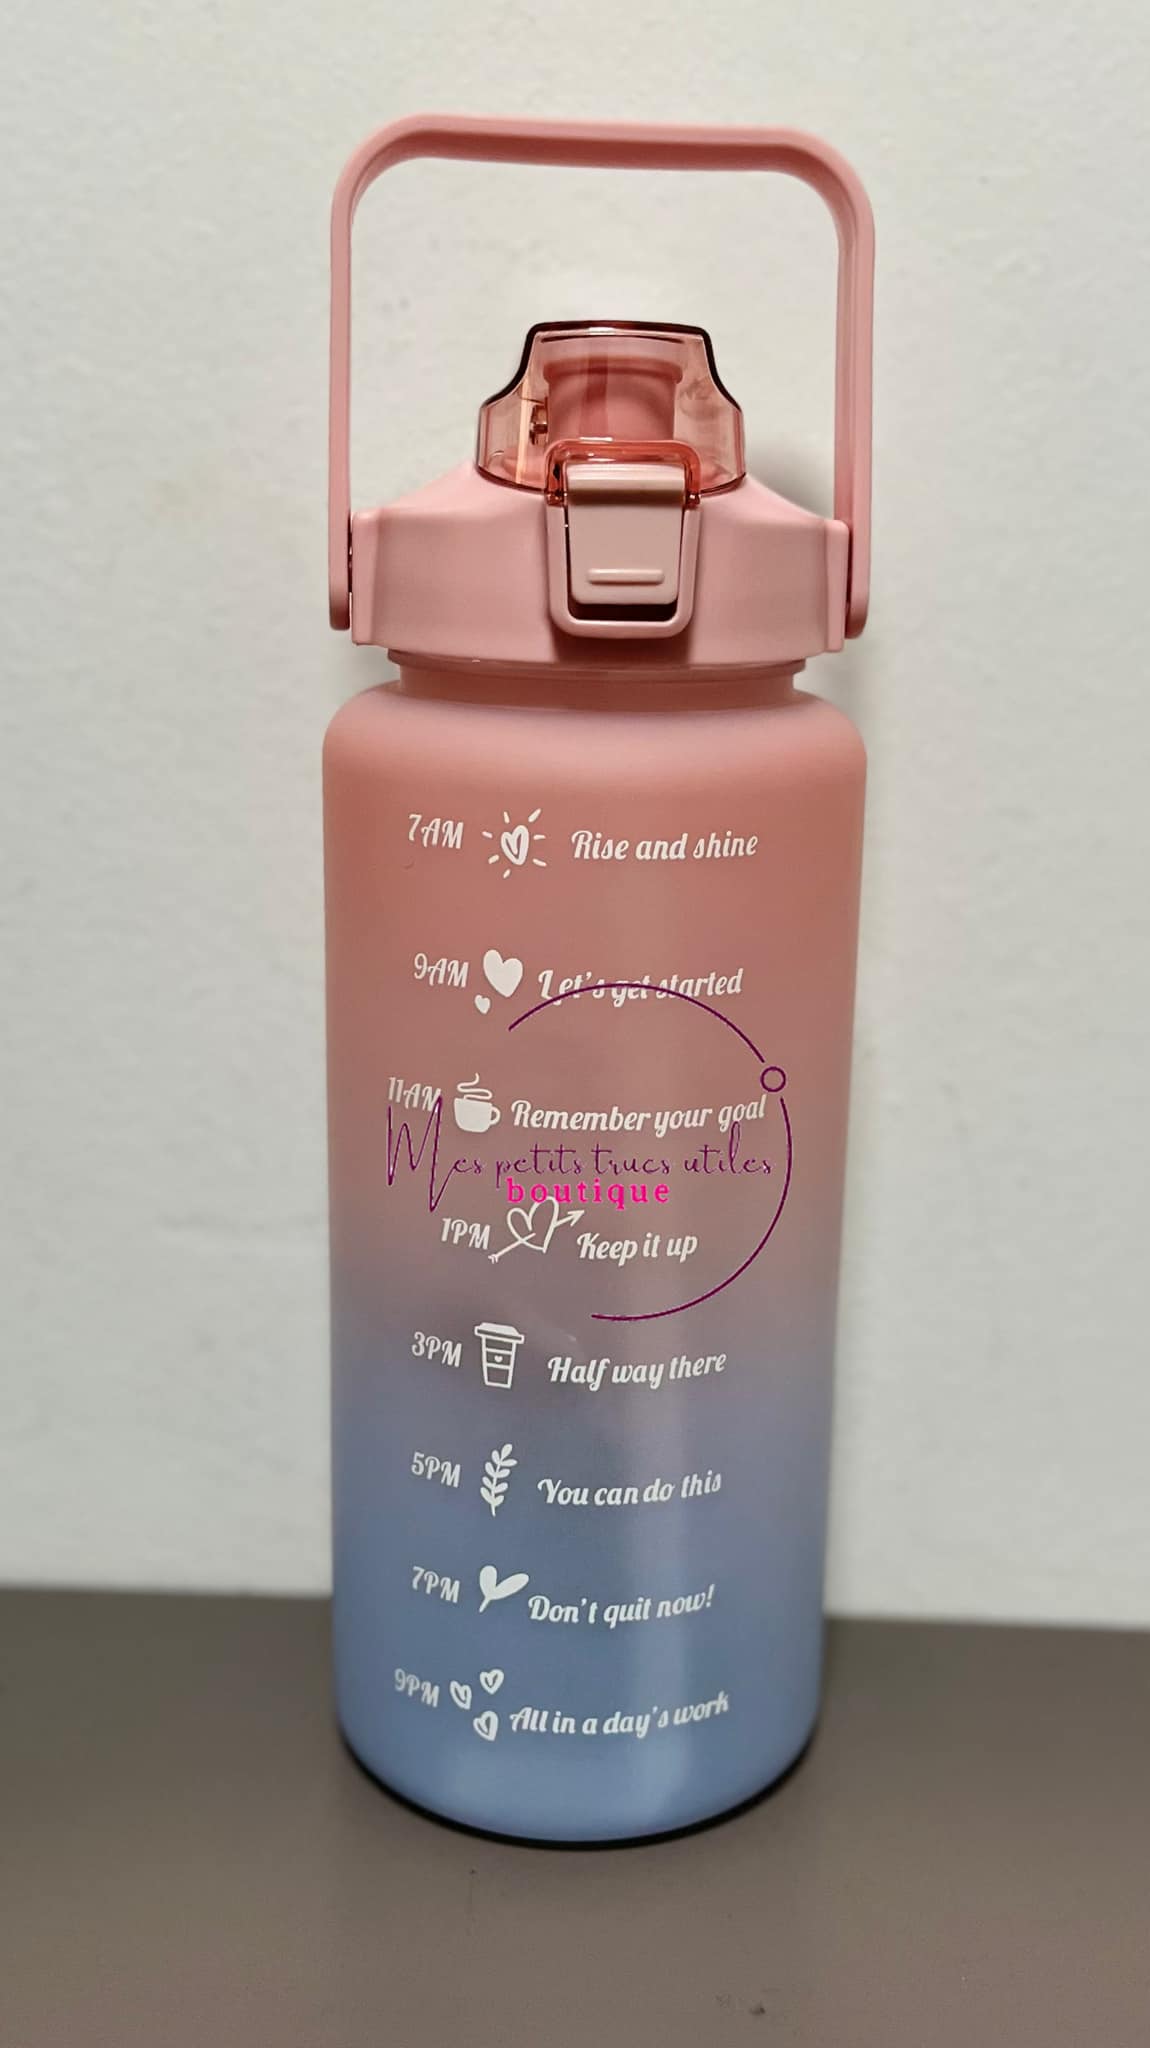 7AM Rise and shine
9AM Let's get started
11AM Remember your goal
Mes petits trucs utiles
boutique
1PM Keep it up
3PM Half way there
5PM You can do this
7PM Don't quit now!
9PM All in a day's work